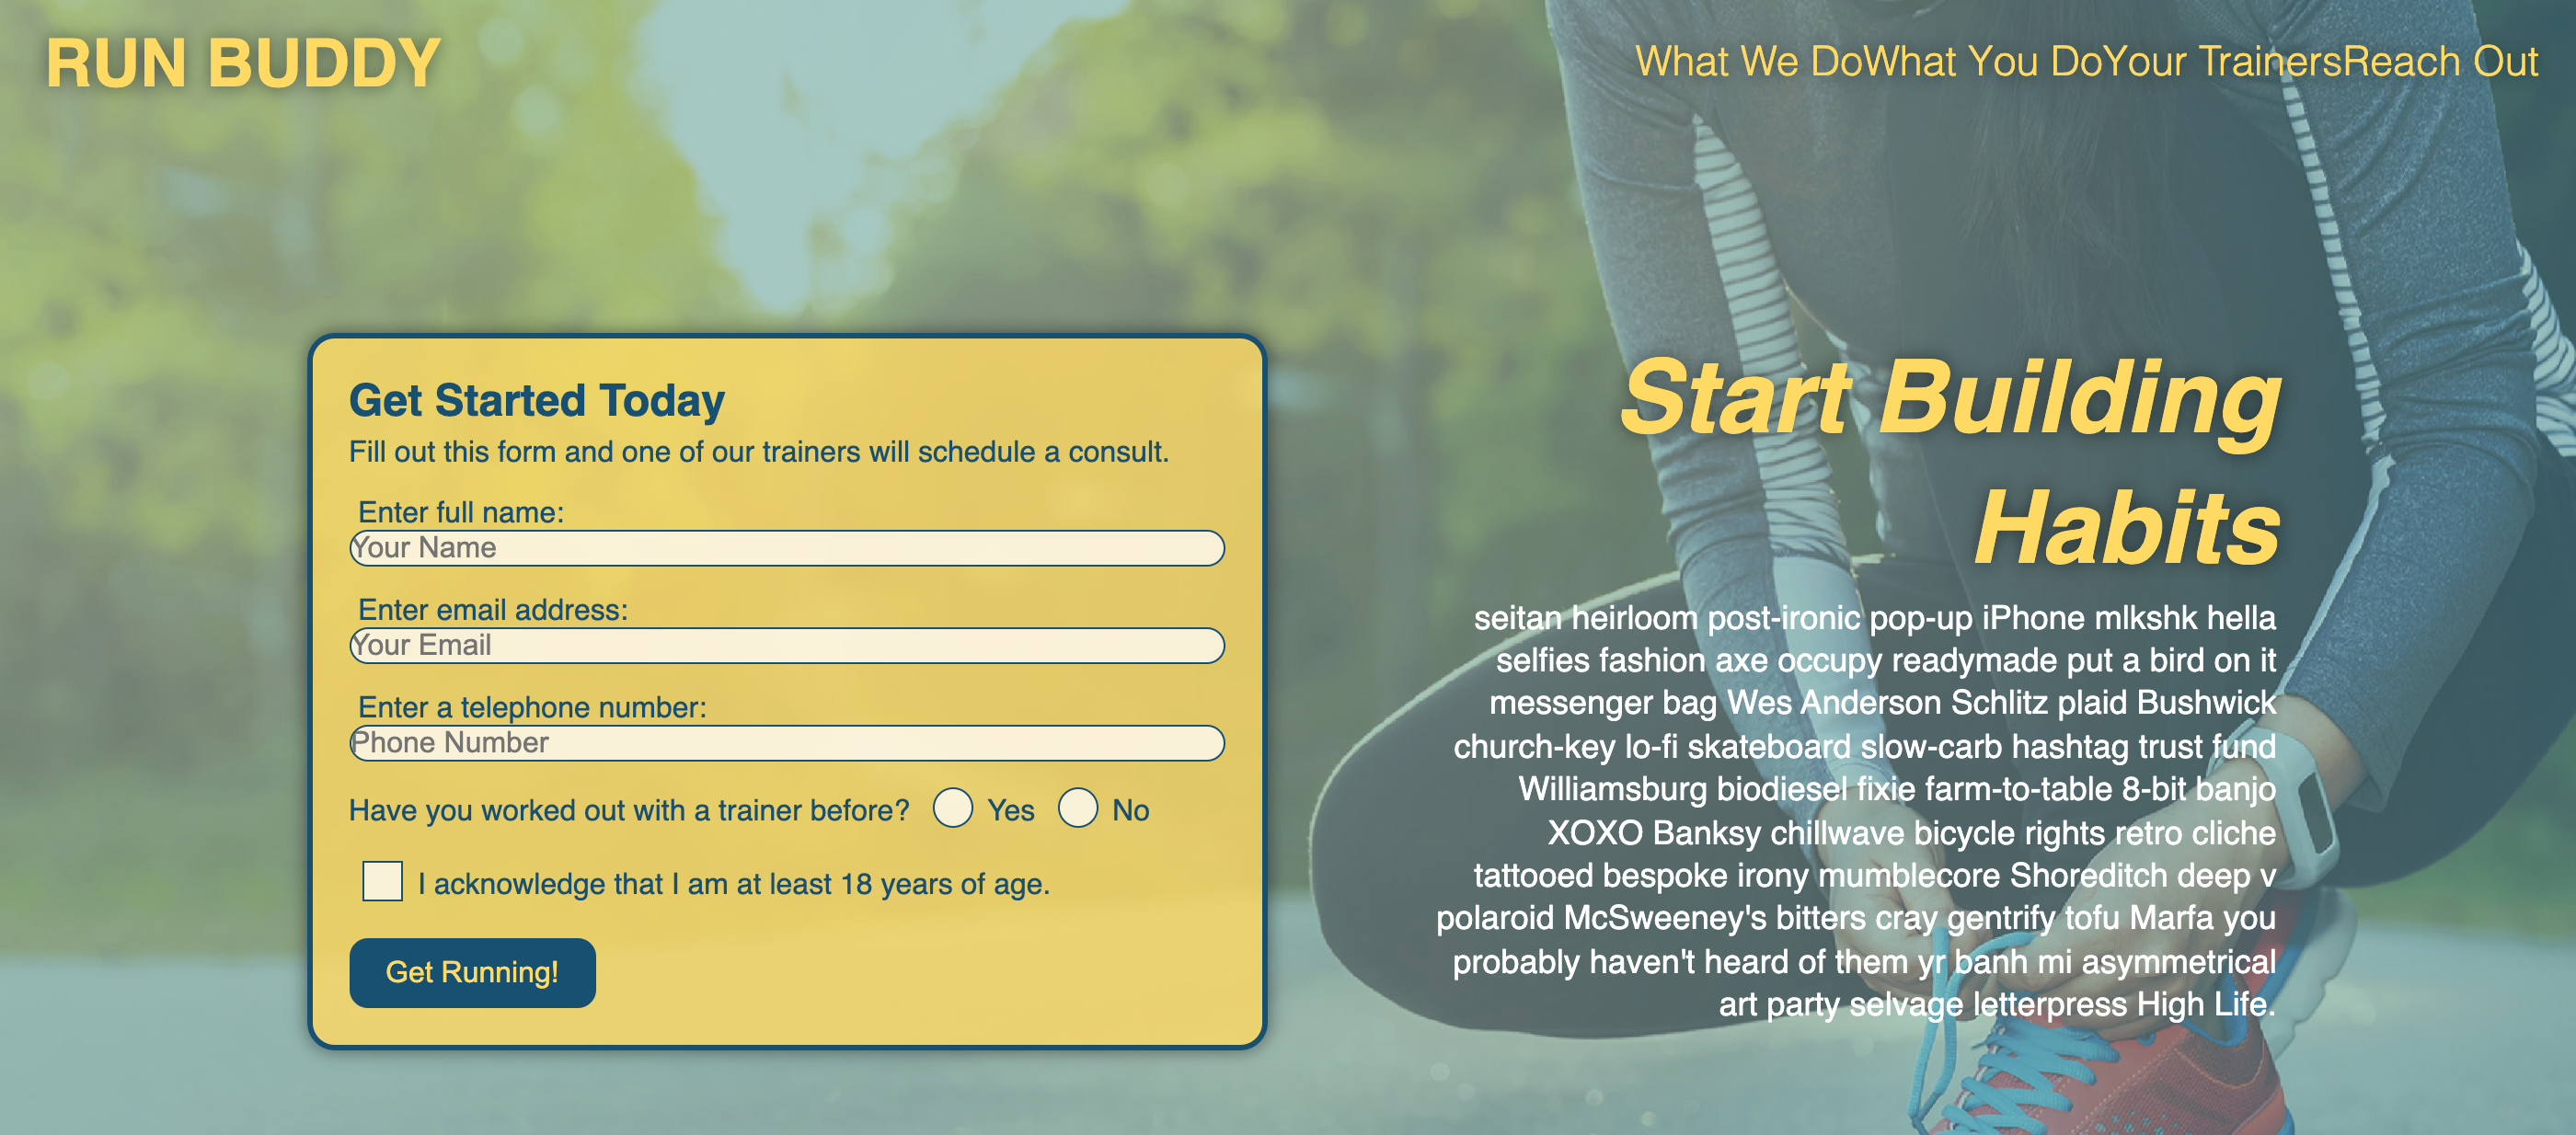 RUN BUDDY
What We DoWhat You DoYour TrainersReach Out
Get Started Today
Fill out this form and one of our trainers will schedule a consult.
Enter full name:
Your Name
Enter email address:
Your Email
Enter a telephone number:
Phone Number
Have you worked out with a trainer before? Yes No
I acknowledge that I am at least 18 years of age.
Get Running!
Start Building
Habits
seitan heirloom post-ironic pop-up iPhone mlkshk hella
selfies fashion axe occupy readymade put a bird on it
messenger bag Wes Anderson Schlitz plaid Bushwick
church-key lo-fi skateboard slow-carb hashtag trust fund
Williamsburg biodiesel fixie farm-to-table 8-bit banjo
XOXO Banksy chillwave bicycle rights retro cliche
tattooed bespoke irony mumblecore Shoreditch deep v
polaroid McSweeney's bitters cray gentrify tofu Marfa you
probably haven't heard of them yr banh mi asymmetrical
art party selvage letterpress High Life.